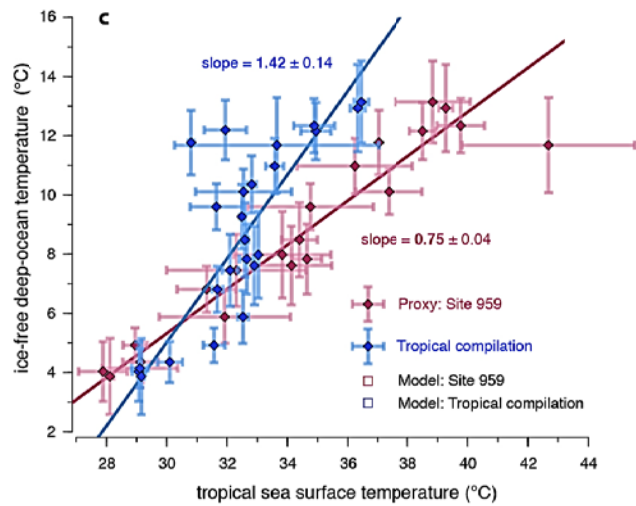 c
slope = 1.42 ± 0.14
slope = 0.75 ± 0.04
Proxy: Site 959
Tropical compilation
Model: Site 959
Model: Tropical compilation
ice-free deep-ocean temperature (°C)
16
14
12
10
8
6
4
2
28 30 32 34 36 38 40 42 44
tropical sea surface temperature (°C)